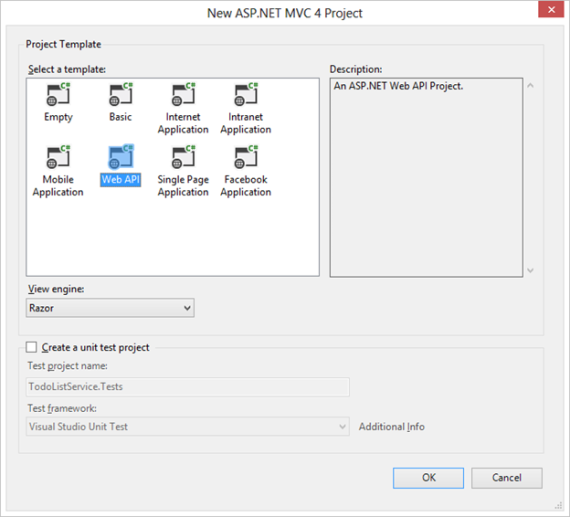 New ASP.NET MVC 4 Project
Project Template
Select a template:
Description:
C#
C#
C#
C#
Empty
Basic
Internet Application
Intranet Application
An ASP.NET Web API Project.
C#
C#
C#
C#
Mobile Application
Web API
Single Page Application
Facebook Application
View engine:
Razor
Create a unit test project
Test project name:
TodoListService.Tests
Test framework:
Visual Studio Unit Test
Additional Info
OK
Cancel